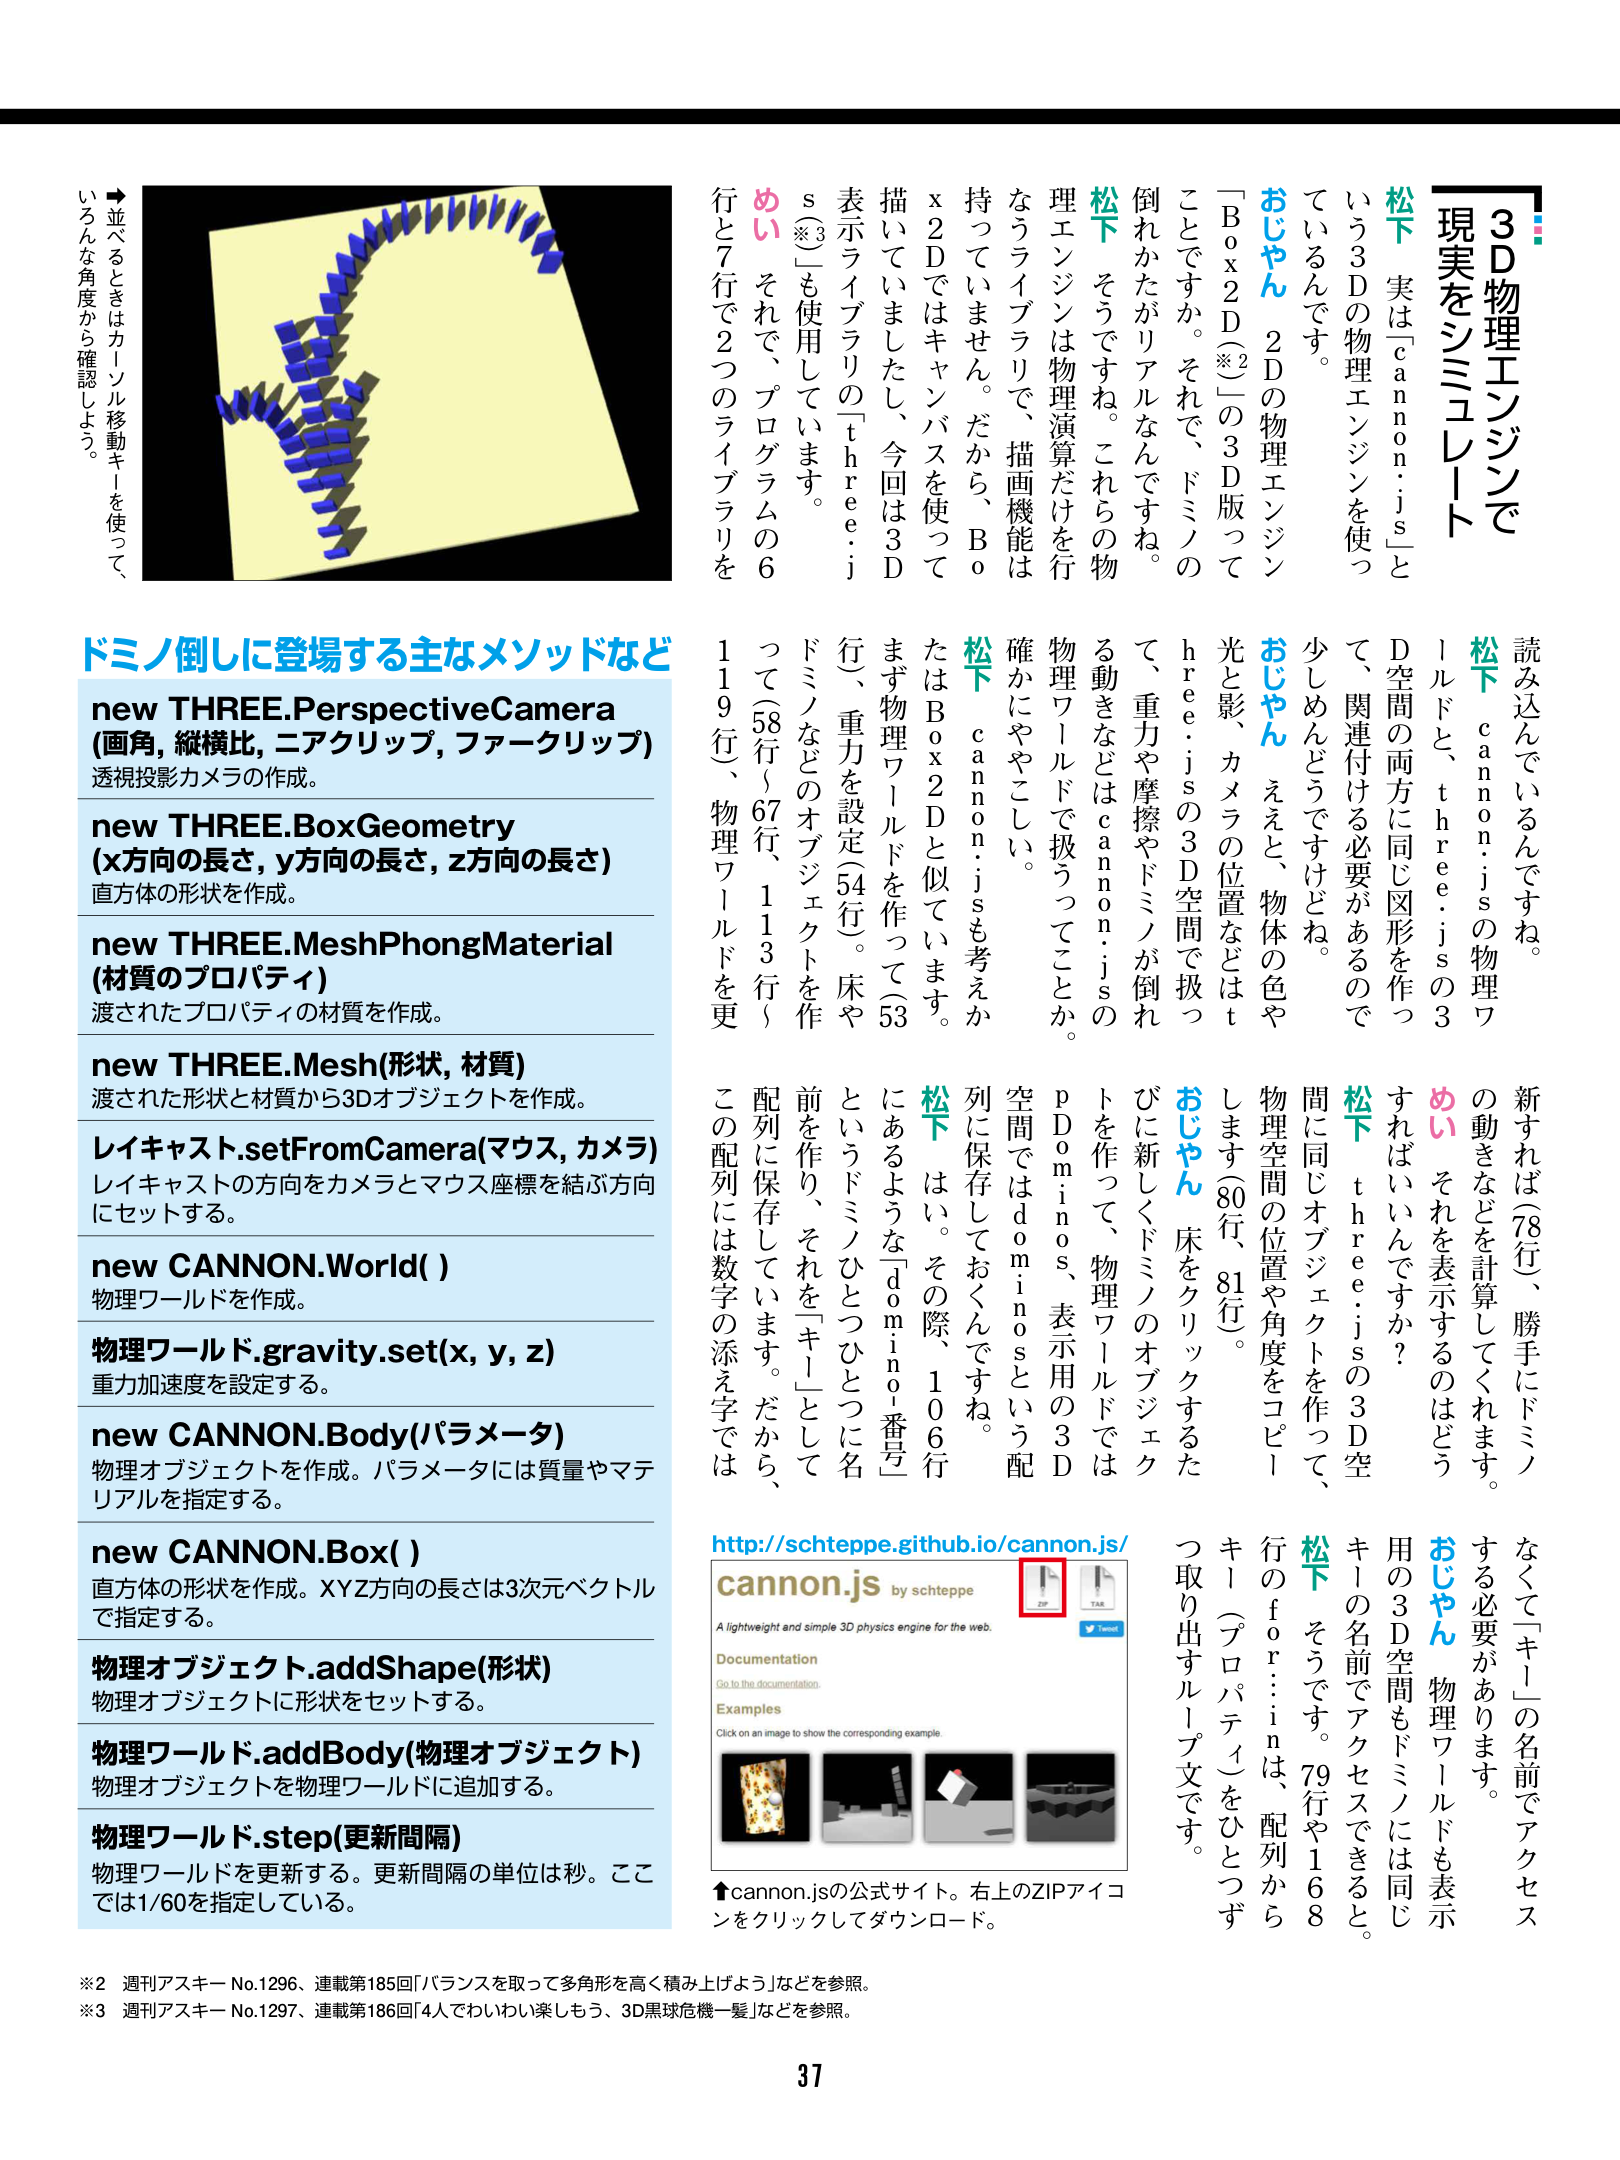 3D物理エンジンで
現実をシミュレート
松下　実は「cannon.js」と
いう3Dの物理エンジンを使っ
ているんです。
おじゃん　2Dの物理エンジン
「Box2D（※2）」の3D版って
ことですか。それで、ドミノの
倒れかたがリアルなんですね。
松下　そうですね。これらの物
理エンジンは物理演算だけを行
なうライブラリで、描画機能は
持っていません。だから、Bo
x2Dではキャンバスを使って
描いていましたし、今回は3D
表示ライブラリの「three.j
s（※3）」も使用しています。
めい　それで、プログラムの6
行と7行で2つのライブラリを
読み込んでいるんですね。
松下　cannon.jsの物理ワ
ールドと、three.jsの3
D空間の両方に同じ図形を作っ
て、関連付ける必要があるので
少しめんどうですけどね。
おじゃん　ええと、物体の色や
光と影、カメラの位置などはt
hree.jsの3D空間で扱っ
て、重力や摩擦やドミノが倒れ
る動きなどはcannon.jsの
物理ワールドで扱うってことか。
確かにややこしい。
松下　cannon.jsも考えか
たはBox2Dと似ています。
まず物理ワールドを作って（53
行）、重力を設定（54行）。床や
ドミノなどのオブジェクトを作
って（58行～67行、113行～
119行）、物理ワールドを更
新すれば（78行）、勝手にドミノ
の動きなどを計算してくれます。
めい　それを表示するのはどう
すればいいんですか？
松下　three.jsの3D空
間に同じオブジェクトを作って、
物理空間の位置や角度をコピー
します（80行、81行）。
おじゃん　床をクリックするた
びに新しくドミノのオブジェク
トを作って、物理ワールドでは
pDominos、表示用の3D
空間ではdominosという配
列に保存しておくんですね。
松下　はい。その際、106行
にあるような「domino-番号」
というドミノひとつひとつに名
前を作り、それを「キー」として
配列に保存しています。だから、
この配列には数字の添え字では
なくて「キー」の名前でアクセス
する必要があります。
おじゃん　物理ワールドも表示
用の3D空間もドミノには同じ
キーの名前でアクセスできると。
松下　そうです。79行や168
行のfor…inは、配列から
キー（プロパティ）をひとつず
つ取り出すループ文です。
➡並べるときはカーソル移動キーを使って、
いろんな角度から確認しよう。
ドミノ倒しに登場する主なメソッドなど
new THREE.PerspectiveCamera
(画角, 縦横比, ニアクリップ, ファークリップ)
透視投影カメラの作成。
new THREE.BoxGeometry
(x方向の長さ, y方向の長さ, z方向の長さ)
直方体の形状を作成。
new THREE.MeshPhongMaterial
(材質のプロパティ)
渡されたプロパティの材質を作成。
new THREE.Mesh(形状, 材質)
渡された形状と材質から3Dオブジェクトを作成。
レイキャスト.setFromCamera(マウス, カメラ)
レイキャストの方向をカメラとマウス座標を結ぶ方向
にセットする。
new CANNON.World( )
物理ワールドを作成。
物理ワールド.gravity.set(x, y, z)
重力加速度を設定する。
new CANNON.Body(パラメータ)
物理オブジェクトを作成。パラメータには質量やマテ
リアルを指定する。
new CANNON.Box( )
直方体の形状を作成。XYZ方向の長さは3次元ベクトル
で指定する。
物理オブジェクト.addShape(形状)
物理オブジェクトに形状をセットする。
物理ワールド.addBody(物理オブジェクト)
物理オブジェクトを物理ワールドに追加する。
物理ワールド.step(更新間隔)
物理ワールドを更新する。更新間隔の単位は秒。ここ
では1/60を指定している。
http://schteppe.github.io/cannon.js/
cannon.js by schteppe
ZIP
TAR
A lightweight and simple 3D physics engine for the web.
Tweet
Documentation
Go to the documentation.
Examples
Click on an image to show the corresponding example.
⬆cannon.jsの公式サイト。右上のZIPアイコ
ンをクリックしてダウンロード。
※2　週刊アスキー No.1296、連載第185回「バランスを取って多角形を高く積み上げよう」などを参照。
※3　週刊アスキー No.1297、連載第186回「4人でわいわい楽しもう、3D黒球危機一髪」などを参照。
37